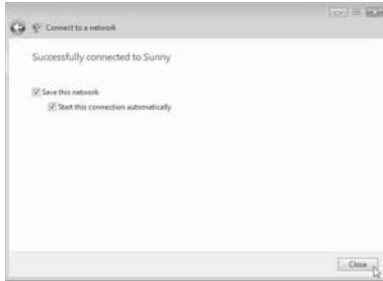 Connect to a network
Successfully connected to Sunny
Save this network
Start this connection automatically
Close